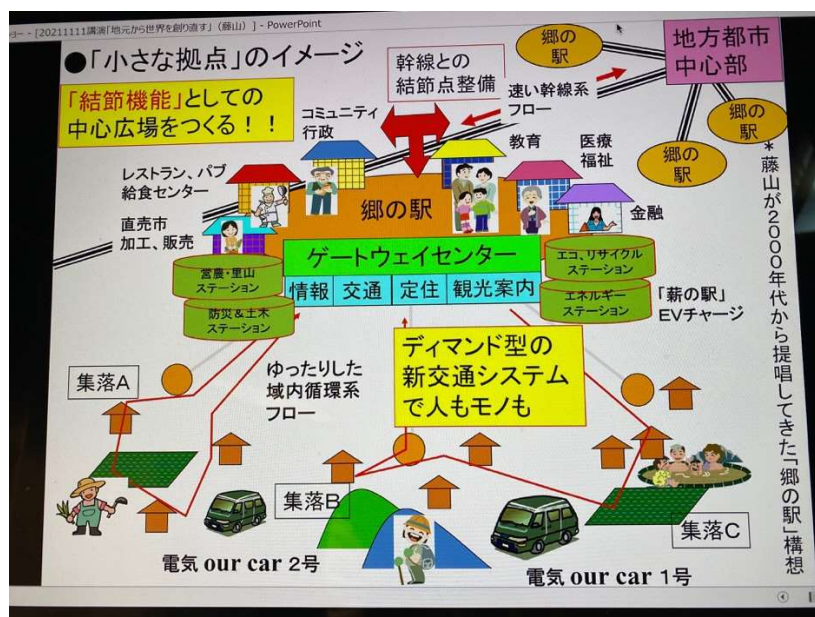 ョー - [20211111講演「地元から世界を創り直す」（藤山）] - PowerPoint
●「小さな拠点」のイメージ
「結節機能」としての
中心広場をつくる！！
幹線との
結節点整備
郷の
駅
地方都市
中心部
速い幹線系
フロー
郷の
駅
郷の
駅
コミュニティ
行政
教育
医療
福祉
レストラン、パブ
給食センター
郷の駅
金融
直売市
加工、販売
ゲートウェイセンター
情報
交通
定住
観光案内
営農・里山
ステーション
防災＆土木
ステーション
エコ、リサイクル
ステーション
エネルギー
ステーション
「薪の駅」
EVチャージ
＊藤山が２０００年代から提唱してきた「郷の駅」構想
集落A
ゆったりした
域内循環系
フロー
ディマンド型の
新交通システム
で人もモノも
集落B
集落C
電気 our car 2号
電気 our car 1号